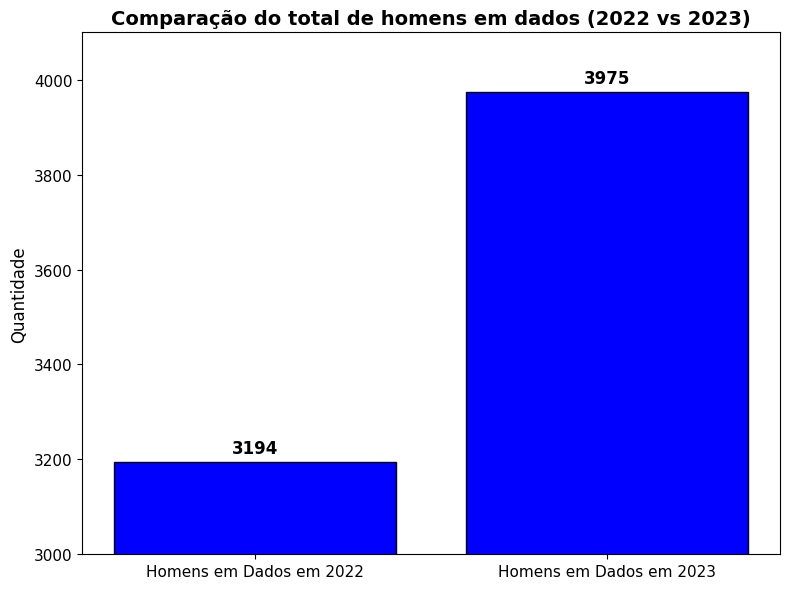 Comparação do total de homens em dados (2022 vs 2023)
Quantidade
4000
3800
3600
3400
3200
3000
3975
3194
Homens em Dados em 2022
Homens em Dados em 2023